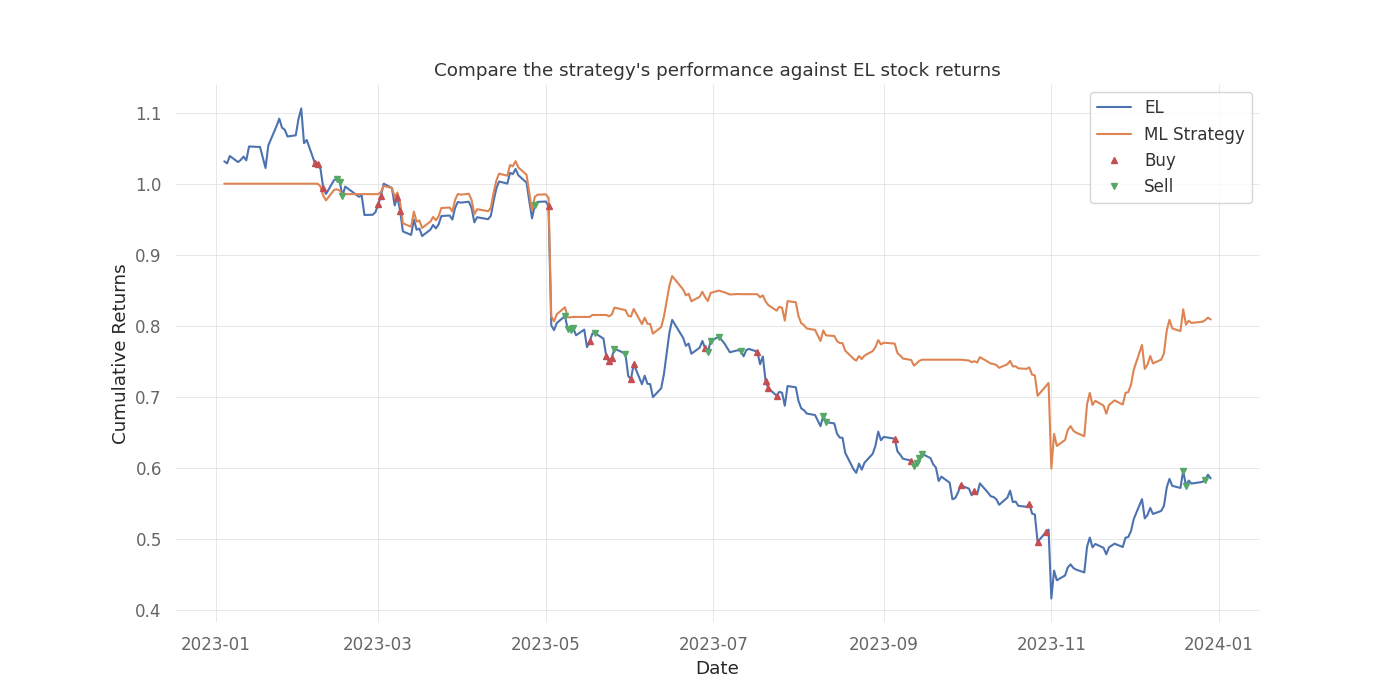 Compare the strategy's performance against EL stock returns
EL
ML Strategy
Buy
Sell
Cumulative Returns
1.1
1.0
0.9
0.8
0.7
0.6
0.5
0.4
2023-01
2023-03
2023-05
2023-07
2023-09
2023-11
2024-01
Date